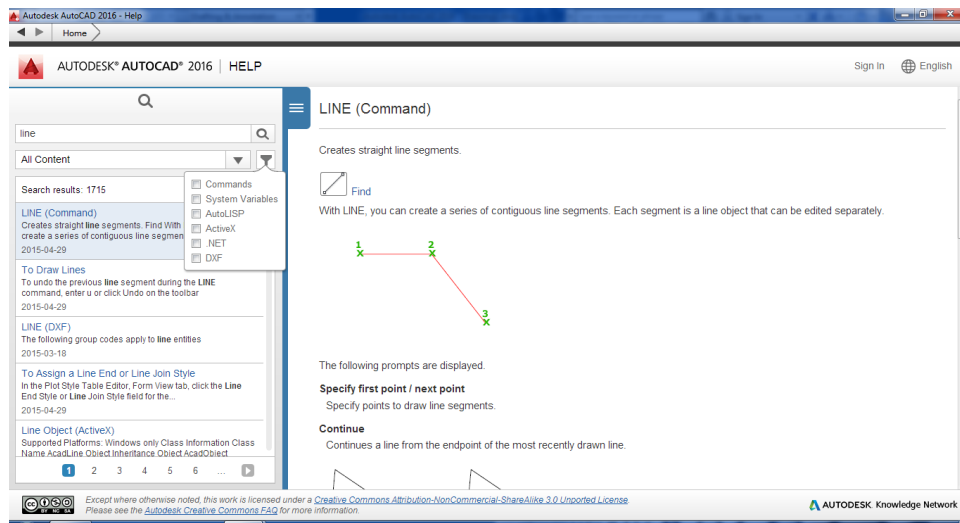 Autodesk AutoCAD 2016 - Help
Home
AUTODESK® AUTOCAD® 2016 | HELP
Sign In
English
line
All Content
Commands
System Variables
AutoLISP
ActiveX
.NET
DXF
Search results: 1715
LINE (Command)
Creates straight line segments. Find With
create a series of contiguous line segmen
2015-04-29
To Draw Lines
To undo the previous line segment during the LINE
command, enter u or click Undo on the toolbar
2015-04-29
LINE (DXF)
The following group codes apply to line entities
2015-03-18
To Assign a Line End or Line Join Style
In the Plot Style Table Editor, Form View tab, click the Line
End Style or Line Join Style field for the...
2015-04-29
Line Object (ActiveX)
Supported Platforms: Windows only Class Information Class
Name AcadLine Object Inheritance Object AcadObject
1 2 3 4 5 6 ...
LINE (Command)
Creates straight line segments.
Find
With LINE, you can create a series of contiguous line segments. Each segment is a line object that can be edited separately.
1 2
3
The following prompts are displayed.
Specify first point / next point
Specify points to draw line segments.
Continue
Continues a line from the endpoint of the most recently drawn line.
cc
BY NC SA
Except where otherwise noted, this work is licensed under a Creative Commons Attribution-NonCommercial-ShareAlike 3.0 Unported License.
Please see the Autodesk Creative Commons FAQ for more information.
AUTODESK Knowledge Network